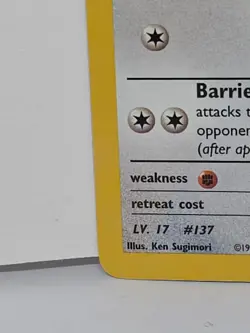 Barrie
attacks t
opponen
(after ap
weakness
retreat cost
LV. 17 #137
Illus. Ken Sugimori ©19